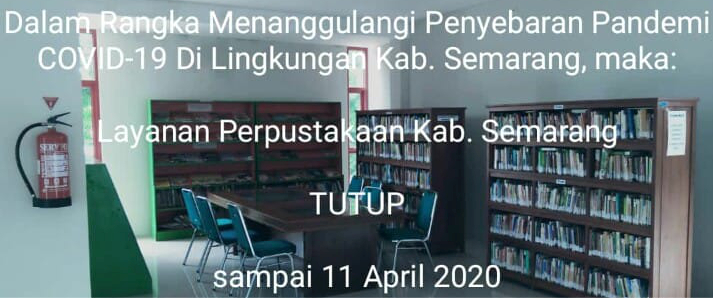 Dalam Rangka Menanggulangi Penyebaran Pandemi
COVID-19 Di Lingkungan Kab. Semarang, maka:
Layanan Perpustakaan Kab. Semarang
TUTUP
sampai 11 April 2020